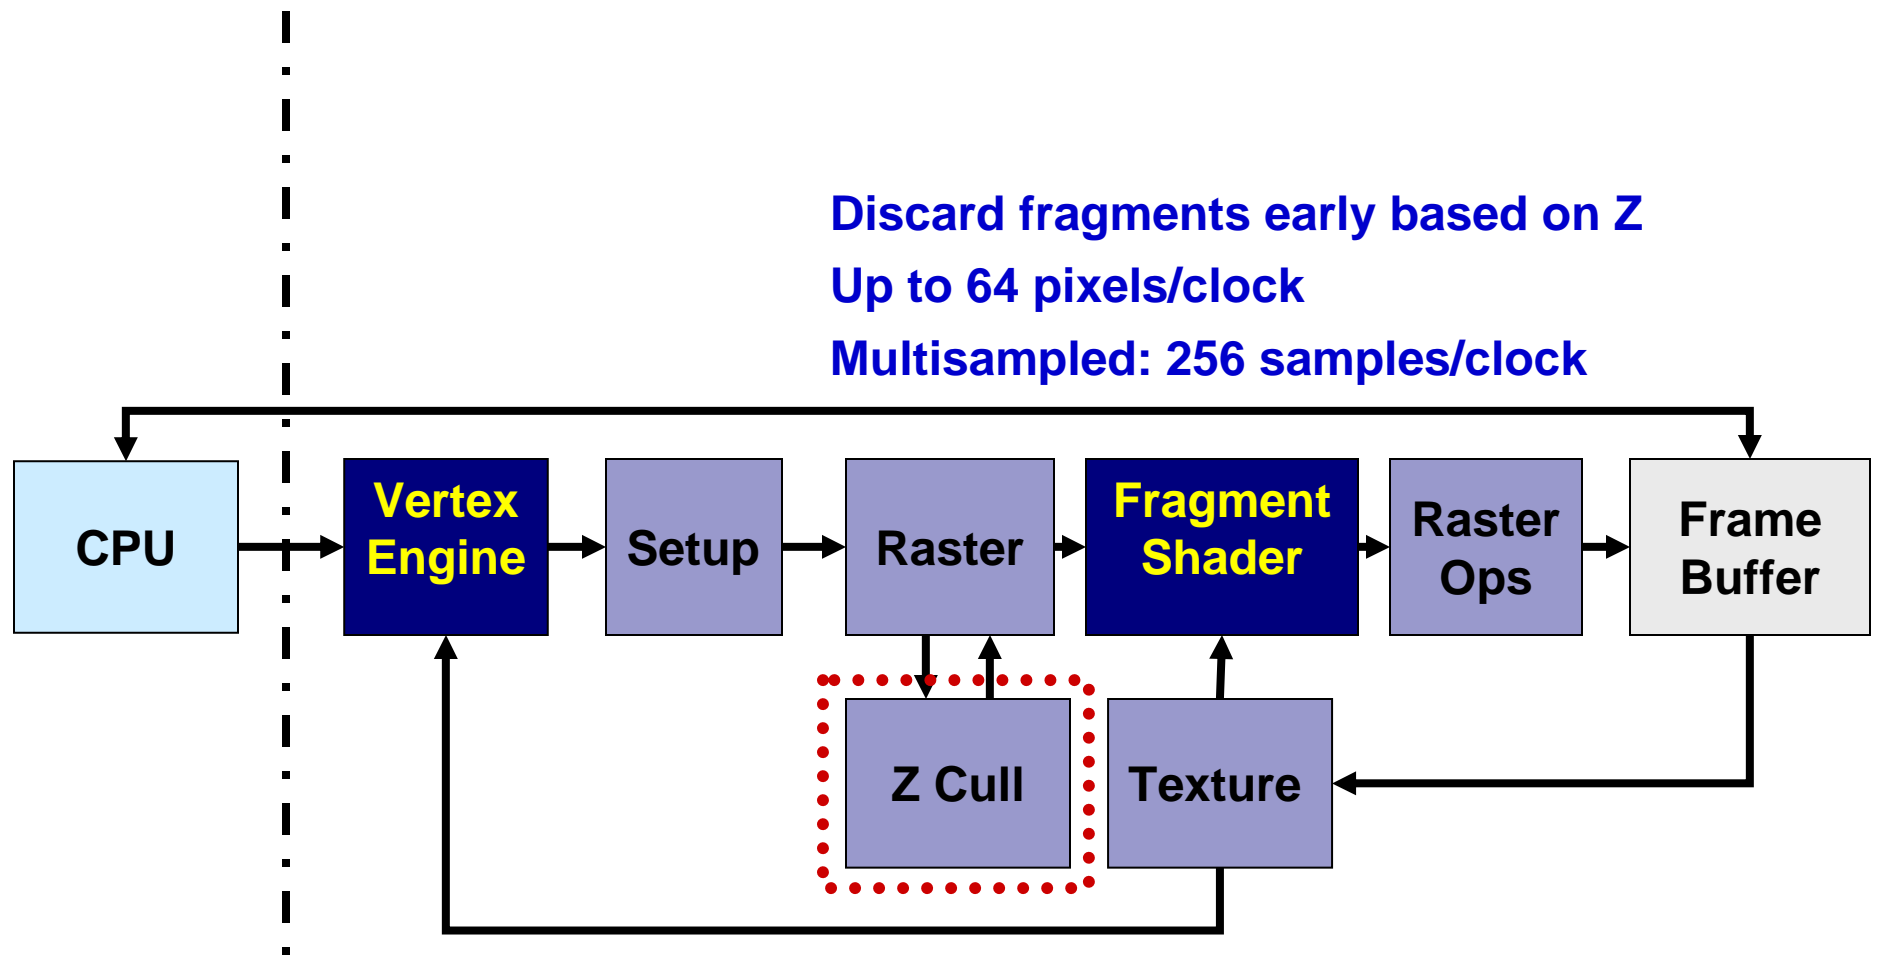 Discard fragments early based on Z
Up to 64 pixels/clock
Multisampled: 256 samples/clock
CPU
Vertex
Engine
Setup
Raster
Fragment
Shader
Raster
Ops
Frame
Buffer
Z Cull
Texture